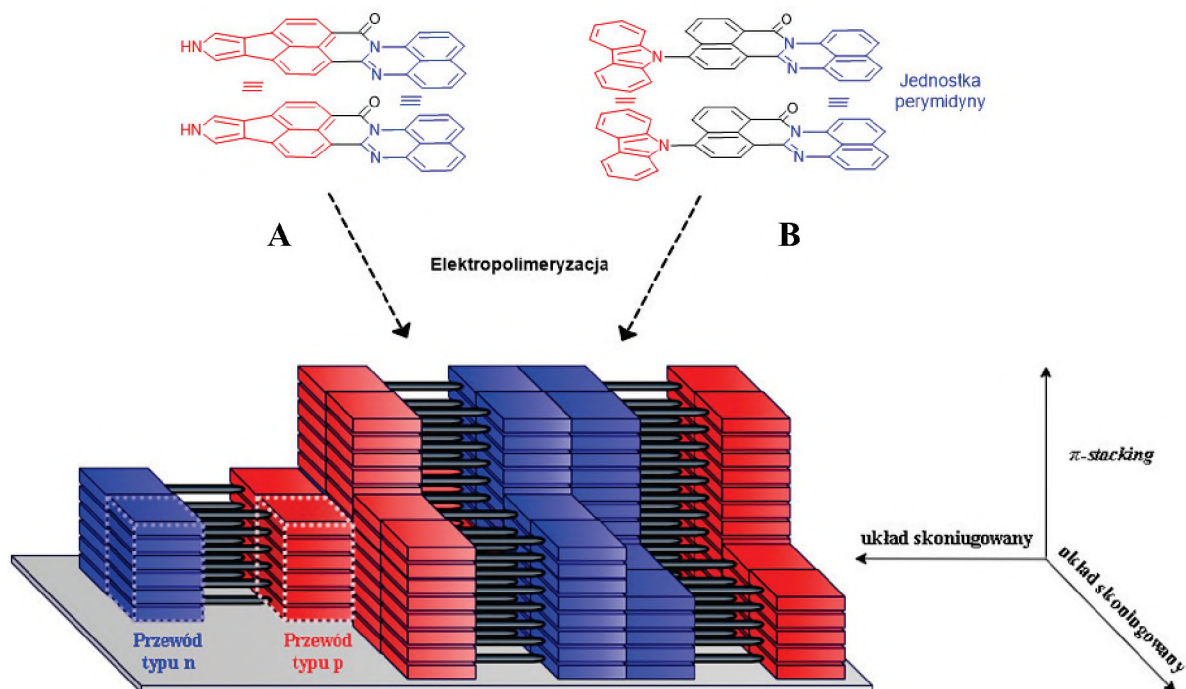 O
HN
N
N
O
HN
N
N
O
N
N
N
O
N
N
N
Jednostka
perymidyny
A
B
Elektropolimeryzacja
π-stacking
układ skoniugowany
układ skoniugowany
Przewód
typu n
Przewód
typu p